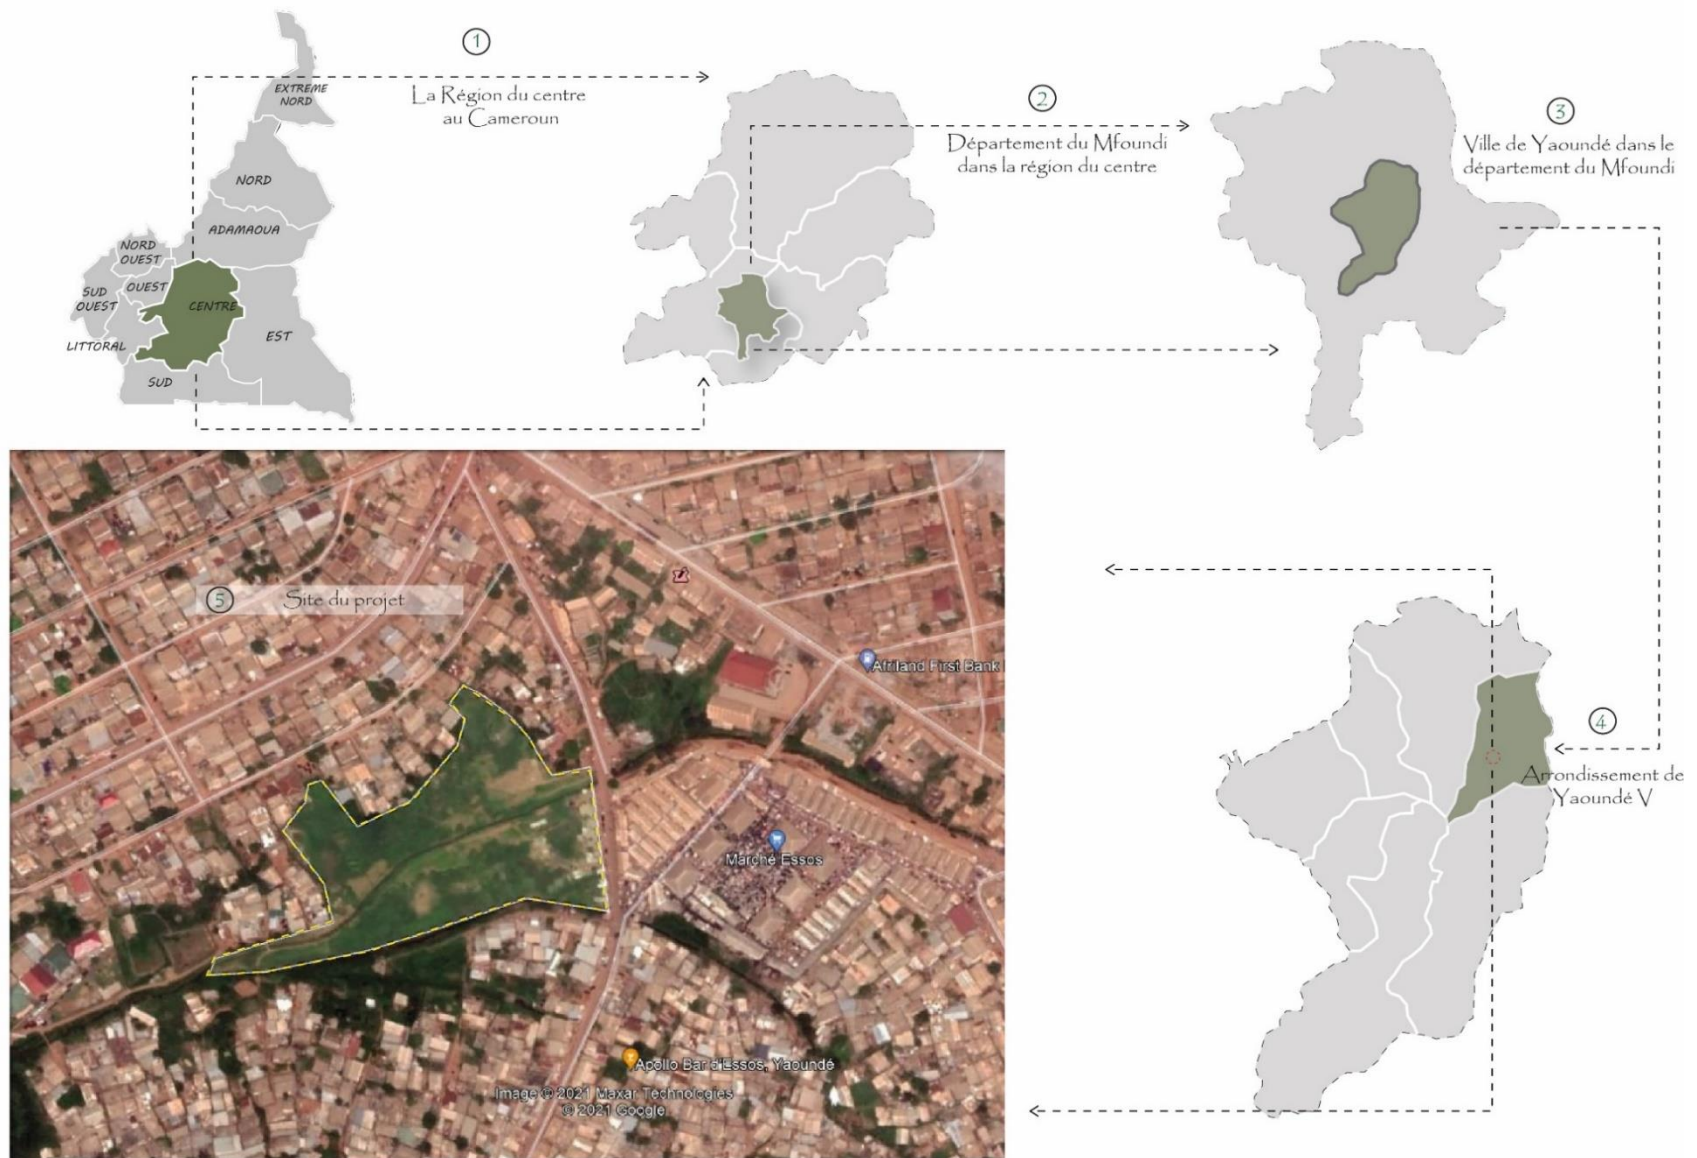 1
La Région du centre
au Cameroun
EXTREME
NORD
NORD
ADAMAOUA
NORD
OUEST
OUEST
SUD
OUEST
CENTRE
LITTORAL
EST
SUD
2
Département du Mfoundi
dans la région du centre
3
Ville de Yaoundé dans le
département du Mfoundi
4
Arrondissement de
Yaoundé V
5
Site du projet
Afriland First Bank
Marché Essos
Apollo Bar d'Essos, Yaoundé
Image © 2021 Maxar Technologies
© 2021 Google